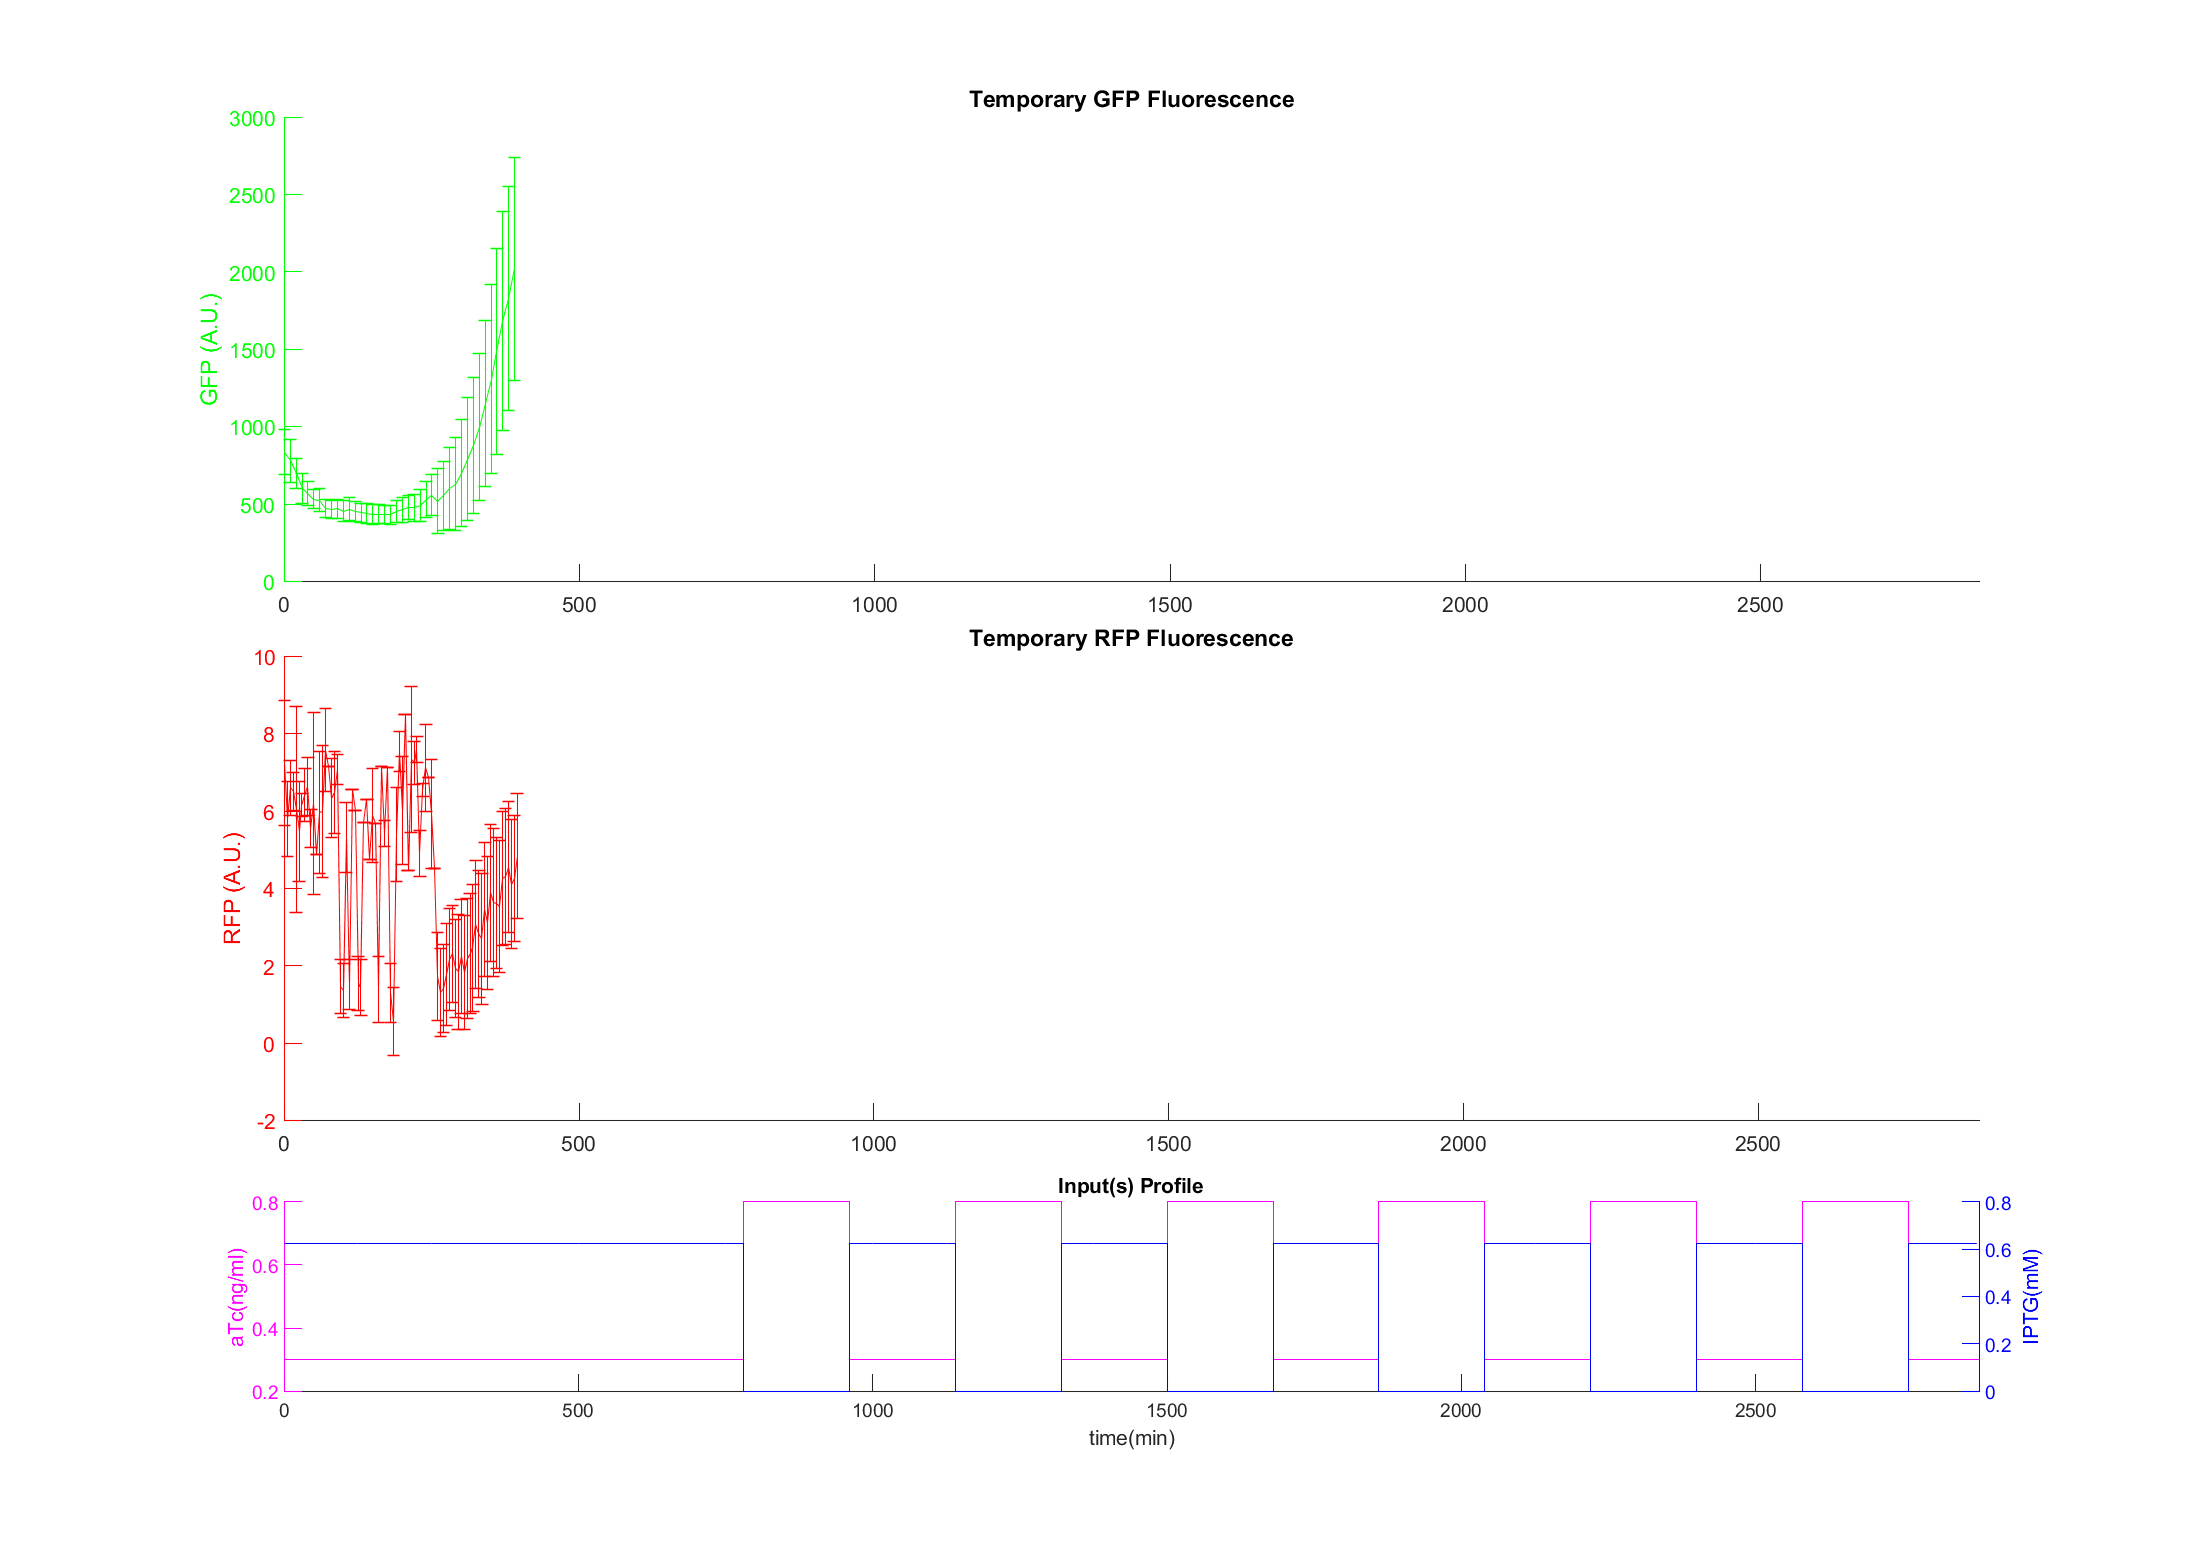 Temporary GFP Fluorescence
3000
2500
2000
1500
1000
500
0
GFP (A.U.)
0 500 1000 1500 2000 2500
Temporary RFP Fluorescence
10
8
6
4
2
0
-2
RFP (A.U.)
0 500 1000 1500 2000 2500
Input(s) Profile
0.8
0.6
0.4
0.2
aTc(ng/ml)
0.8
0.6
0.4
0.2
0
IPTG(mM)
0 500 1000 1500 2000 2500
time(min)